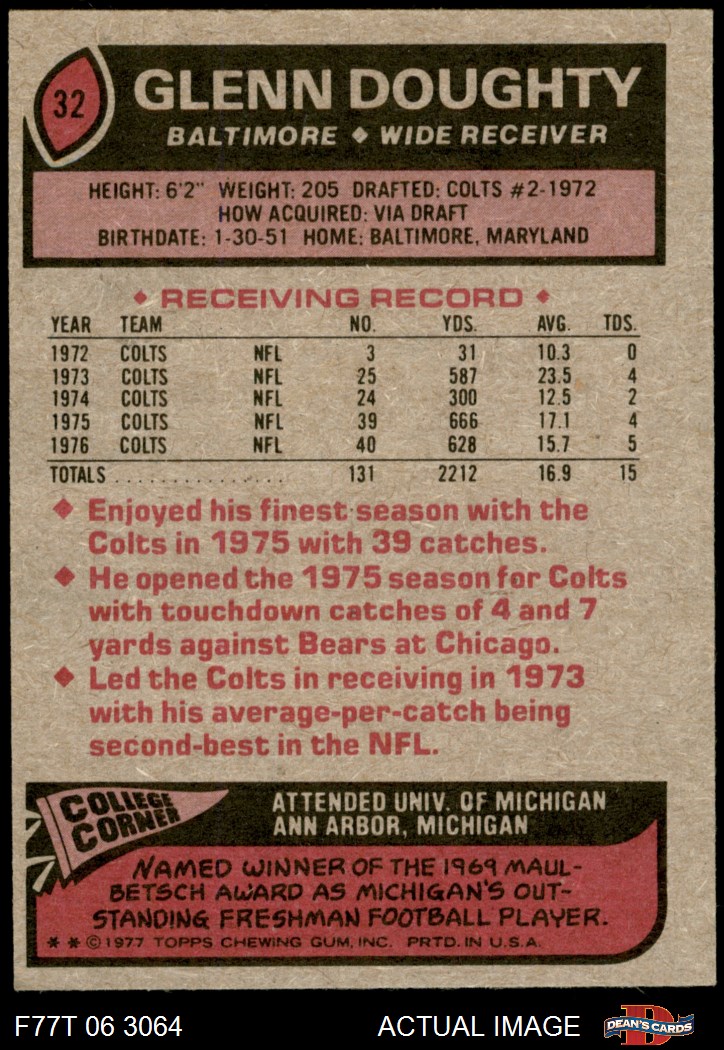 32
GLENN DOUGHTY
BALTIMORE ♦ WIDE RECEIVER
HEIGHT: 6'2" WEIGHT: 205 DRAFTED: COLTS #2-1972
HOW ACQUIRED: VIA DRAFT
BIRTHDATE: 1-30-51 HOME: BALTIMORE, MARYLAND
♦ RECEIVING RECORD ♦
YEAR TEAM NO. YDS. AVG. TDS.
1972 COLTS NFL 3 31 10.3 0
1973 COLTS NFL 25 587 23.5 4
1974 COLTS NFL 24 300 12.5 2
1975 COLTS NFL 39 666 17.1 4
1976 COLTS NFL 40 628 15.7 5
TOTALS . . . . . . . . . . . . . . . . 131 2212 16.9 15
♦ Enjoyed his finest season with the
Colts in 1975 with 39 catches.
♦ He opened the 1975 season for Colts
with touchdown catches of 4 and 7
yards against Bears at Chicago.
♦ Led the Colts in receiving in 1973
with his average-per-catch being
second-best in the NFL.
COLLEGE
CORNER
ATTENDED UNIV. OF MICHIGAN
ANN ARBOR, MICHIGAN
NAMED WINNER OF THE 1969 MAUL-
BETSCH AWARD AS MICHIGAN'S OUT-
STANDING FRESHMAN FOOTBALL PLAYER.
* * © 1977 TOPPS CHEWING GUM, INC. PRTD. IN U.S.A.
F77T 06 3064 ACTUAL IMAGE
D
DEAN'S CARDS